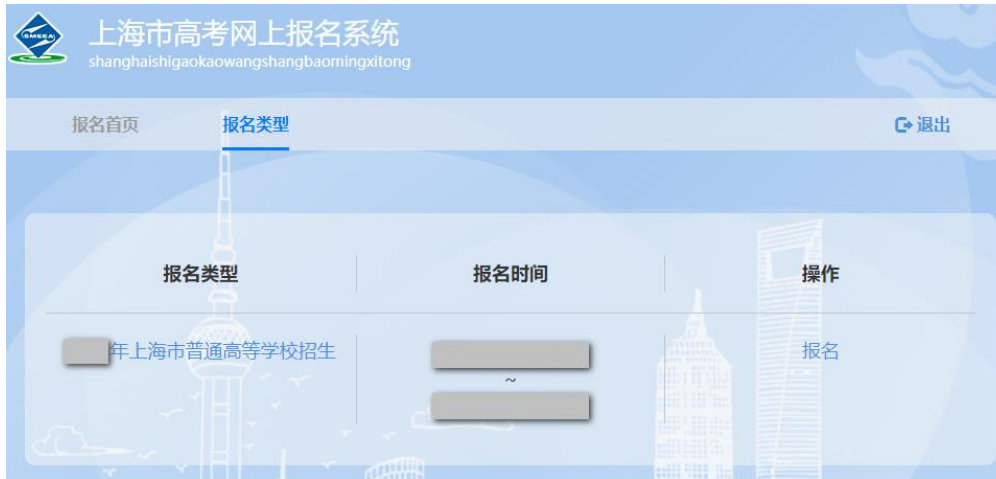 SMEEA
上海市高考网上报名系统
shanghaishigaokaowangshangbaomingxitong
报名首页 报名类型 退出
报名类型 报名时间 操作
年上海市普通高等学校招生 报名
~